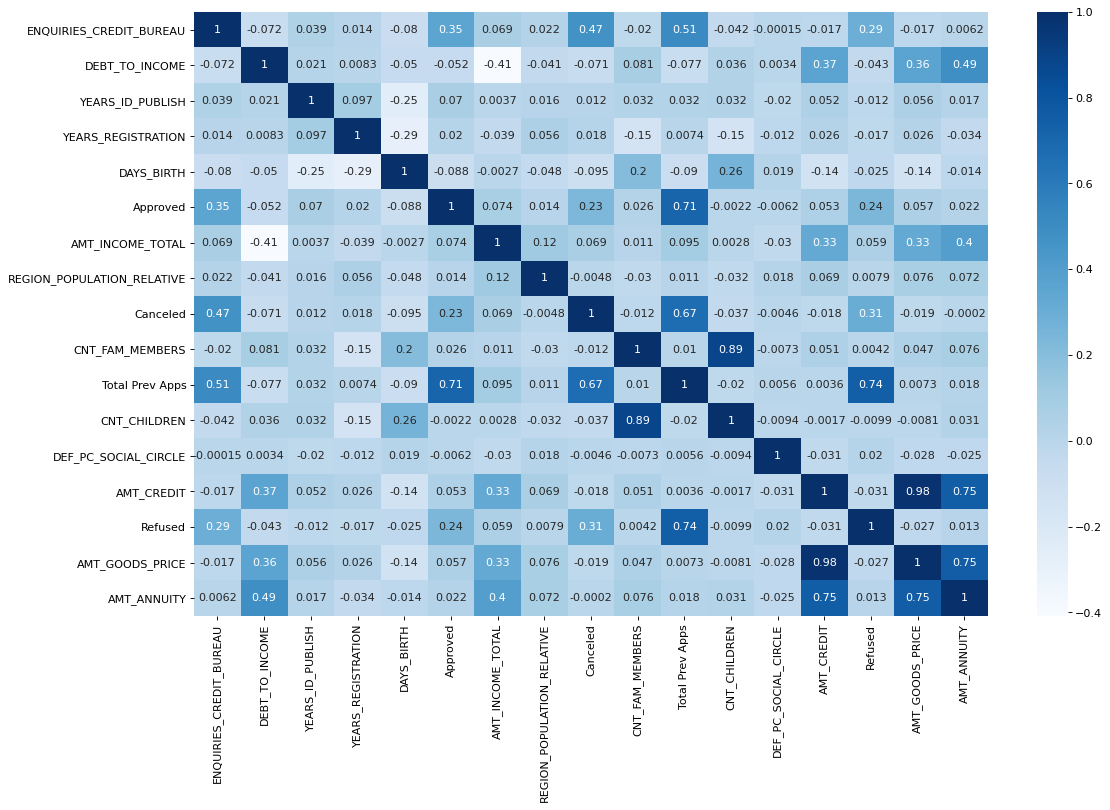 ENQUIRIES_CREDIT_BUREAU 1 -0.072 0.039 0.014 -0.08 0.35 0.069 0.022 0.47 -0.02 0.51 -0.042 -0.00015 -0.017 0.29 -0.017 0.0062
DEBT_TO_INCOME -0.072 1 0.021 0.0083 -0.05 -0.052 -0.41 -0.041 -0.071 0.081 -0.077 0.036 0.0034 0.37 -0.043 0.36 0.49
YEARS_ID_PUBLISH 0.039 0.021 1 0.097 -0.25 0.07 0.0037 0.016 0.012 0.032 0.032 0.032 -0.02 0.052 -0.012 0.056 0.017
YEARS_REGISTRATION 0.014 0.0083 0.097 1 -0.29 0.02 -0.039 0.056 0.018 -0.15 0.0074 -0.15 -0.012 0.026 -0.017 0.026 -0.034
DAYS_BIRTH -0.08 -0.05 -0.25 -0.29 1 -0.088 -0.0027 -0.048 -0.095 0.2 -0.09 0.26 0.019 -0.14 -0.025 -0.14 -0.014
Approved 0.35 -0.052 0.07 0.02 -0.088 1 0.074 0.014 0.23 0.026 0.71 -0.0022 -0.0062 0.053 0.24 0.057 0.022
AMT_INCOME_TOTAL 0.069 -0.41 0.0037 -0.039 -0.0027 0.074 1 0.12 0.069 0.011 0.095 0.0028 -0.03 0.33 0.059 0.33 0.4
REGION_POPULATION_RELATIVE 0.022 -0.041 0.016 0.056 -0.048 0.014 0.12 1 -0.0048 -0.03 0.011 -0.032 0.018 0.069 0.0079 0.076 0.072
Canceled 0.47 -0.071 0.012 0.018 -0.095 0.23 0.069 -0.0048 1 -0.012 0.67 -0.037 -0.0046 -0.018 0.31 -0.019 -0.0002
CNT_FAM_MEMBERS -0.02 0.081 0.032 -0.15 0.2 0.026 0.011 -0.03 -0.012 1 0.01 0.89 -0.0073 0.051 0.0042 0.047 0.076
Total Prev Apps 0.51 -0.077 0.032 0.0074 -0.09 0.71 0.095 0.011 0.67 0.01 1 -0.02 0.0056 0.0036 0.74 0.0073 0.018
CNT_CHILDREN -0.042 0.036 0.032 -0.15 0.26 -0.0022 0.0028 -0.032 -0.037 0.89 -0.02 1 -0.0094 -0.0017 -0.0099 -0.0081 0.031
DEF_PC_SOCIAL_CIRCLE -0.00015 0.0034 -0.02 -0.012 0.019 -0.0062 -0.03 0.018 -0.0046 -0.0073 0.0056 -0.0094 1 -0.031 0.02 -0.028 -0.025
AMT_CREDIT -0.017 0.37 0.052 0.026 -0.14 0.053 0.33 0.069 -0.018 0.051 0.0036 -0.0017 -0.031 1 -0.031 0.98 0.75
Refused 0.29 -0.043 -0.012 -0.017 -0.025 0.24 0.059 0.0079 0.31 0.0042 0.74 -0.0099 0.02 -0.031 1 -0.027 0.013
AMT_GOODS_PRICE -0.017 0.36 0.056 0.026 -0.14 0.057 0.33 0.076 -0.019 0.047 0.0073 -0.0081 -0.028 0.98 -0.027 1 0.75
AMT_ANNUITY 0.0062 0.49 0.017 -0.034 -0.014 0.022 0.4 0.072 -0.0002 0.076 0.018 0.031 -0.025 0.75 0.013 0.75 1
ENQUIRIES_CREDIT_BUREAU
DEBT_TO_INCOME
YEARS_ID_PUBLISH
YEARS_REGISTRATION
DAYS_BIRTH
Approved
AMT_INCOME_TOTAL
REGION_POPULATION_RELATIVE
Canceled
CNT_FAM_MEMBERS
Total Prev Apps
CNT_CHILDREN
DEF_PC_SOCIAL_CIRCLE
AMT_CREDIT
Refused
AMT_GOODS_PRICE
AMT_ANNUITY
1.0
0.8
0.6
0.4
0.2
0.0
−0.2
−0.4